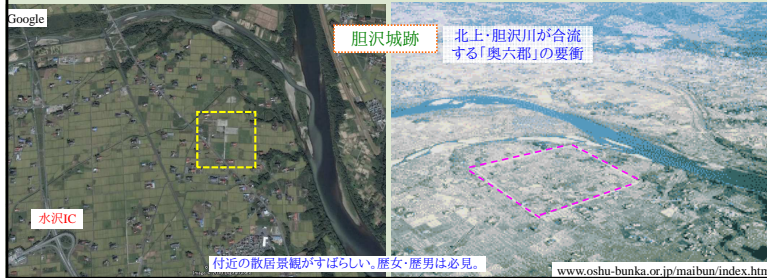 Google
胆沢城跡
北上・胆沢川が合流
する「奥六郡」の要衝
水沢IC
付近の散居景観がすばらしい。歴女・歴男は必見。
www.oshu-bunka.or.jp/maibun/index.htm